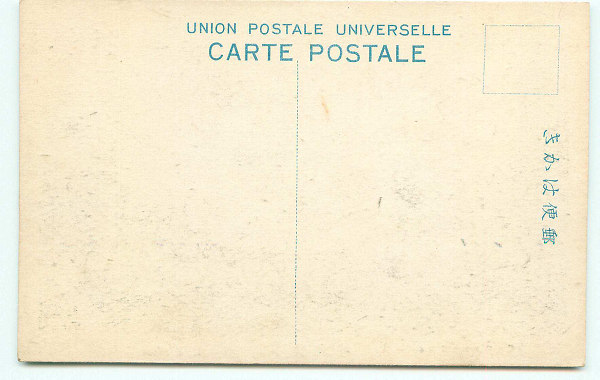 UNION POSTALE UNIVERSELLE
CARTE POSTALE
郵便はかき